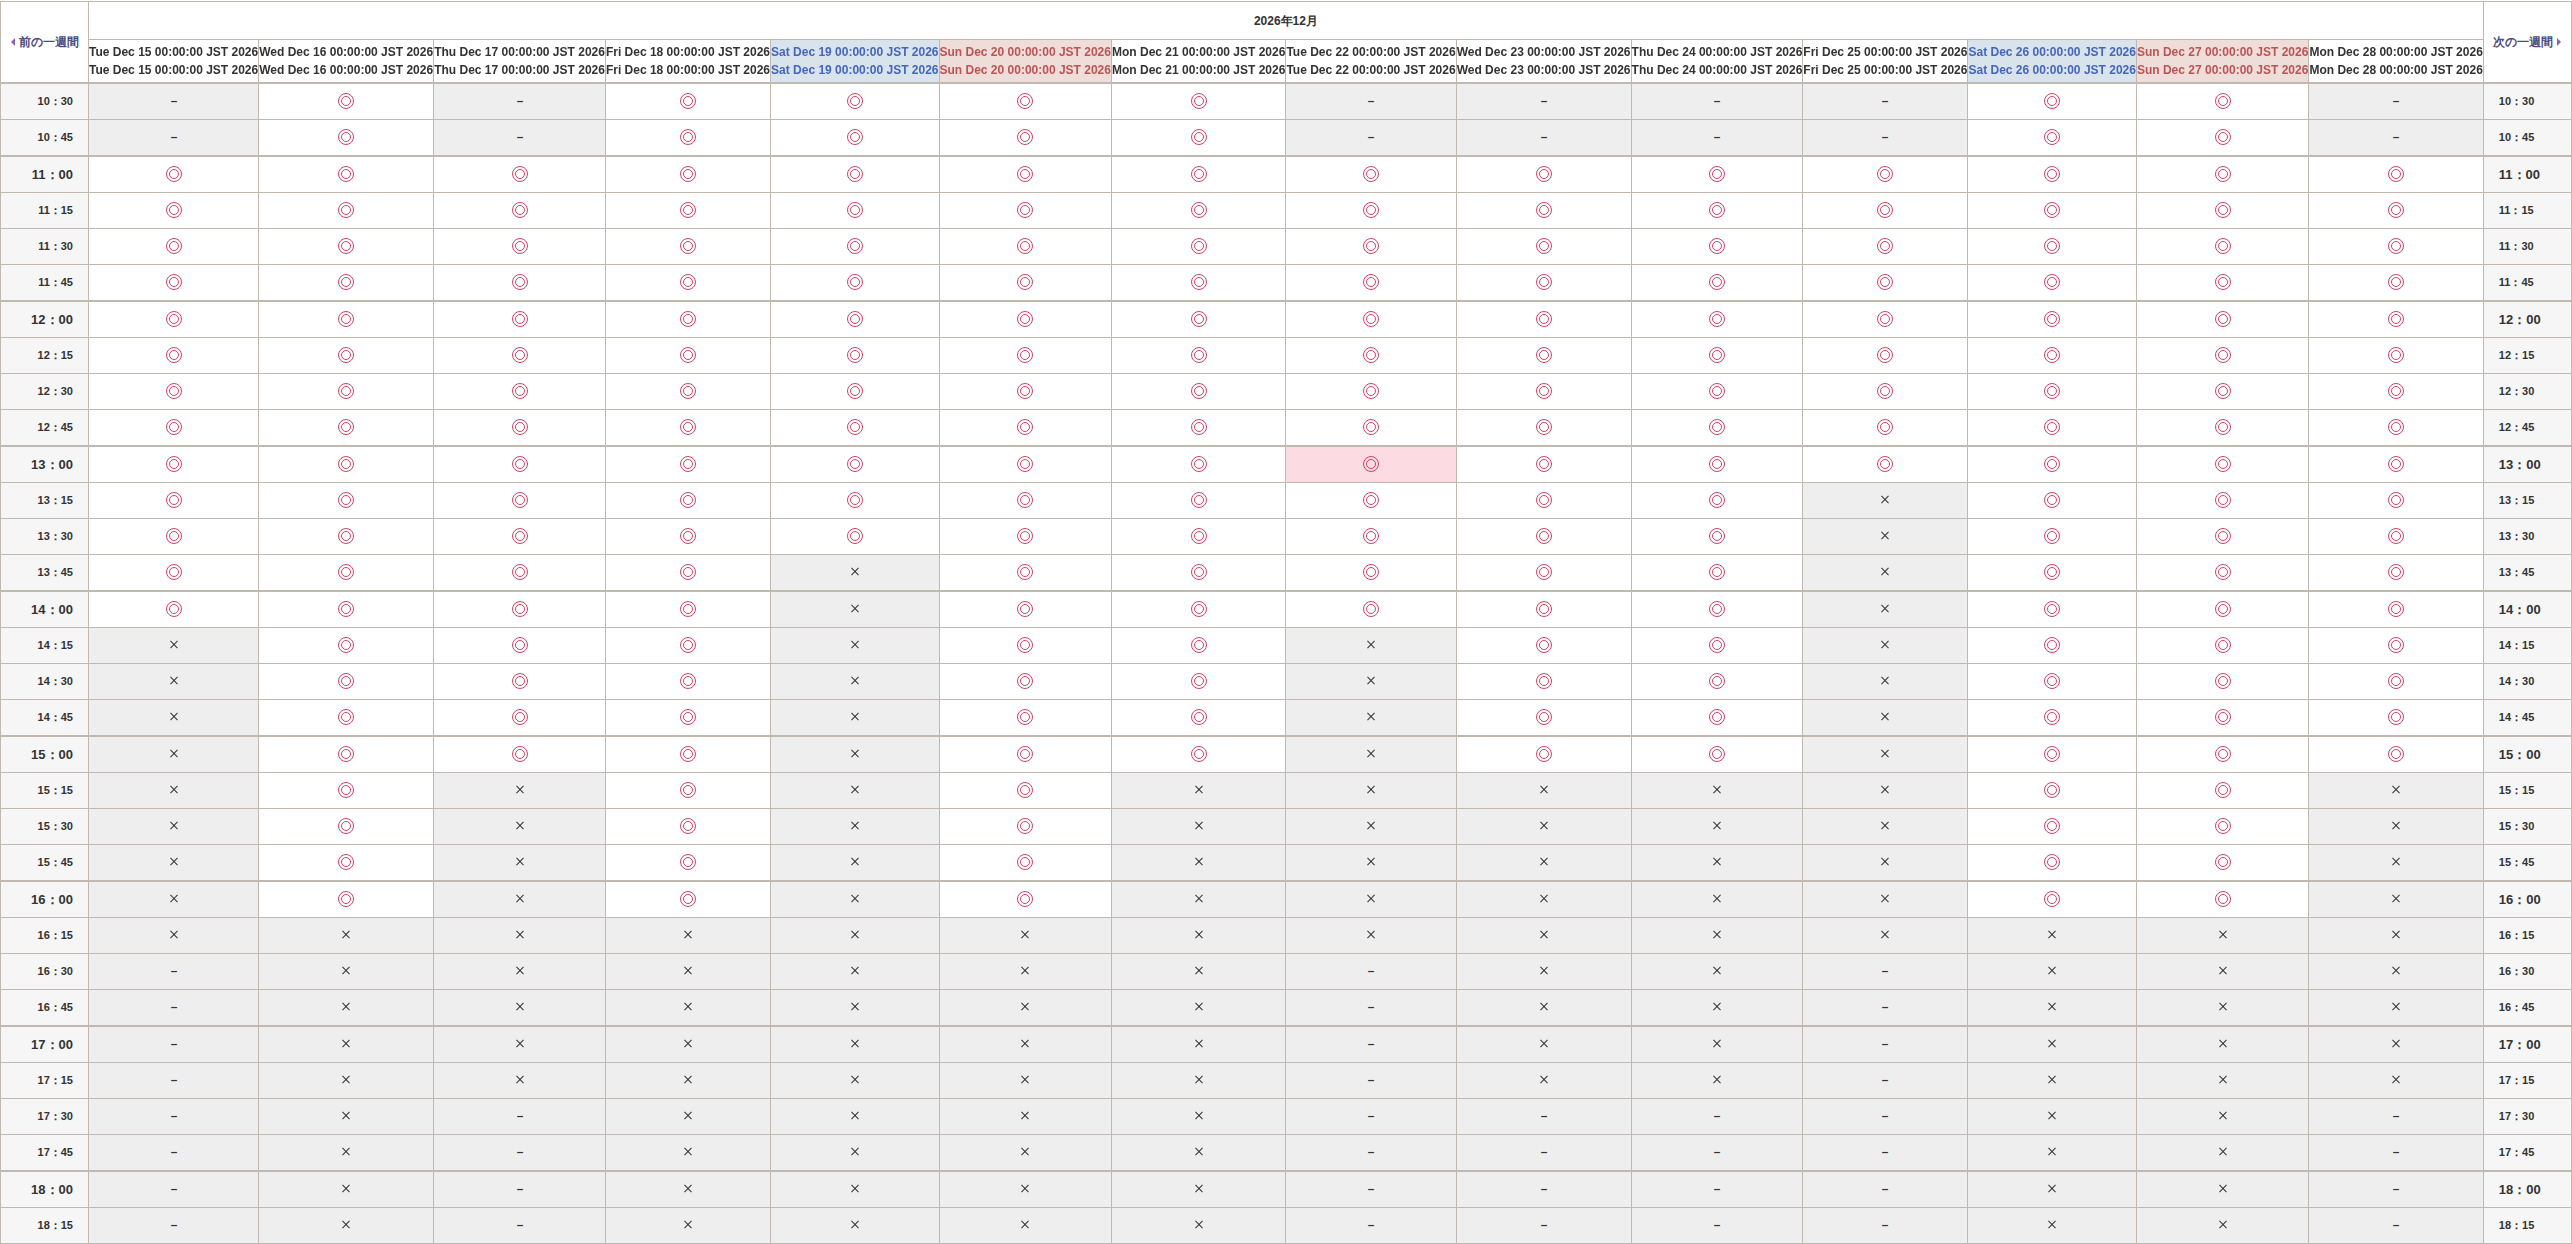 2026年12月
前の一週間
次の一週間
Tue Dec 15 00:00:00 JST 2026 Wed Dec 16 00:00:00 JST 2026 Thu Dec 17 00:00:00 JST 2026 Fri Dec 18 00:00:00 JST 2026 Sat Dec 19 00:00:00 JST 2026 Sun Dec 20 00:00:00 JST 2026 Mon Dec 21 00:00:00 JST 2026 Tue Dec 22 00:00:00 JST 2026 Wed Dec 23 00:00:00 JST 2026 Thu Dec 24 00:00:00 JST 2026 Fri Dec 25 00:00:00 JST 2026 Sat Dec 26 00:00:00 JST 2026 Sun Dec 27 00:00:00 JST 2026 Mon Dec 28 00:00:00 JST 2026
Tue Dec 15 00:00:00 JST 2026 Wed Dec 16 00:00:00 JST 2026 Thu Dec 17 00:00:00 JST 2026 Fri Dec 18 00:00:00 JST 2026 Sat Dec 19 00:00:00 JST 2026 Sun Dec 20 00:00:00 JST 2026 Mon Dec 21 00:00:00 JST 2026 Tue Dec 22 00:00:00 JST 2026 Wed Dec 23 00:00:00 JST 2026 Thu Dec 24 00:00:00 JST 2026 Fri Dec 25 00:00:00 JST 2026 Sat Dec 26 00:00:00 JST 2026 Sun Dec 27 00:00:00 JST 2026 Mon Dec 28 00:00:00 JST 2026
10：30 – ◎ – ◎ ◎ ◎ ◎ – – – – ◎ ◎ – 10：30
10：45 – ◎ – ◎ ◎ ◎ ◎ – – – – ◎ ◎ – 10：45
11：00 ◎ ◎ ◎ ◎ ◎ ◎ ◎ ◎ ◎ ◎ ◎ ◎ ◎ ◎ 11：00
11：15 ◎ ◎ ◎ ◎ ◎ ◎ ◎ ◎ ◎ ◎ ◎ ◎ ◎ ◎ 11：15
11：30 ◎ ◎ ◎ ◎ ◎ ◎ ◎ ◎ ◎ ◎ ◎ ◎ ◎ ◎ 11：30
11：45 ◎ ◎ ◎ ◎ ◎ ◎ ◎ ◎ ◎ ◎ ◎ ◎ ◎ ◎ 11：45
12：00 ◎ ◎ ◎ ◎ ◎ ◎ ◎ ◎ ◎ ◎ ◎ ◎ ◎ ◎ 12：00
12：15 ◎ ◎ ◎ ◎ ◎ ◎ ◎ ◎ ◎ ◎ ◎ ◎ ◎ ◎ 12：15
12：30 ◎ ◎ ◎ ◎ ◎ ◎ ◎ ◎ ◎ ◎ ◎ ◎ ◎ ◎ 12：30
12：45 ◎ ◎ ◎ ◎ ◎ ◎ ◎ ◎ ◎ ◎ ◎ ◎ ◎ ◎ 12：45
13：00 ◎ ◎ ◎ ◎ ◎ ◎ ◎ ◎ ◎ ◎ ◎ ◎ ◎ ◎ 13：00
13：15 ◎ ◎ ◎ ◎ ◎ ◎ ◎ ◎ ◎ ◎ × ◎ ◎ ◎ 13：15
13：30 ◎ ◎ ◎ ◎ ◎ ◎ ◎ ◎ ◎ ◎ × ◎ ◎ ◎ 13：30
13：45 ◎ ◎ ◎ ◎ × ◎ ◎ ◎ ◎ ◎ × ◎ ◎ ◎ 13：45
14：00 ◎ ◎ ◎ ◎ × ◎ ◎ ◎ ◎ ◎ × ◎ ◎ ◎ 14：00
14：15 × ◎ ◎ ◎ × ◎ ◎ × ◎ ◎ × ◎ ◎ ◎ 14：15
14：30 × ◎ ◎ ◎ × ◎ ◎ × ◎ ◎ × ◎ ◎ ◎ 14：30
14：45 × ◎ ◎ ◎ × ◎ ◎ × ◎ ◎ × ◎ ◎ ◎ 14：45
15：00 × ◎ ◎ ◎ × ◎ ◎ × ◎ ◎ × ◎ ◎ ◎ 15：00
15：15 × ◎ × ◎ × ◎ × × × × × ◎ ◎ × 15：15
15：30 × ◎ × ◎ × ◎ × × × × × ◎ ◎ × 15：30
15：45 × ◎ × ◎ × ◎ × × × × × ◎ ◎ × 15：45
16：00 × ◎ × ◎ × ◎ × × × × × ◎ ◎ × 16：00
16：15 × × × × × × × × × × × × × × 16：15
16：30 – × × × × × × – × × – × × × 16：30
16：45 – × × × × × × – × × – × × × 16：45
17：00 – × × × × × × – × × – × × × 17：00
17：15 – × × × × × × – × × – × × × 17：15
17：30 – × – × × × × – – – – × × – 17：30
17：45 – × – × × × × – – – – × × – 17：45
18：00 – × – × × × × – – – – × × – 18：00
18：15 – × – × × × × – – – – × × – 18：15